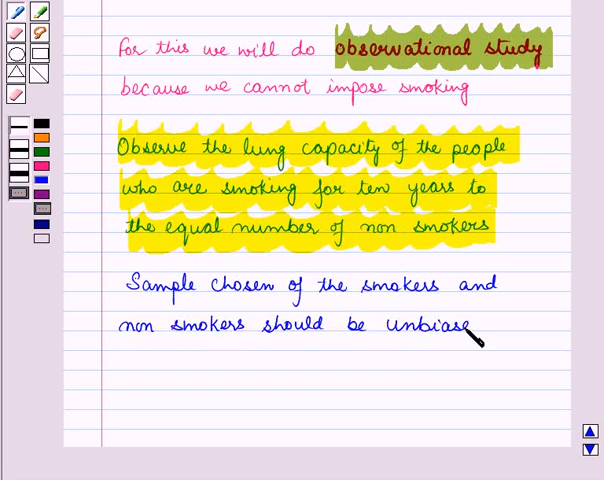 For this we will do observational study
because we cannot impose smoking
Observe the lung capacity of the people
who are smoking for ten years to
the equal number of non smokers
Sample chosen of the smokers and
non smokers should be unbiase